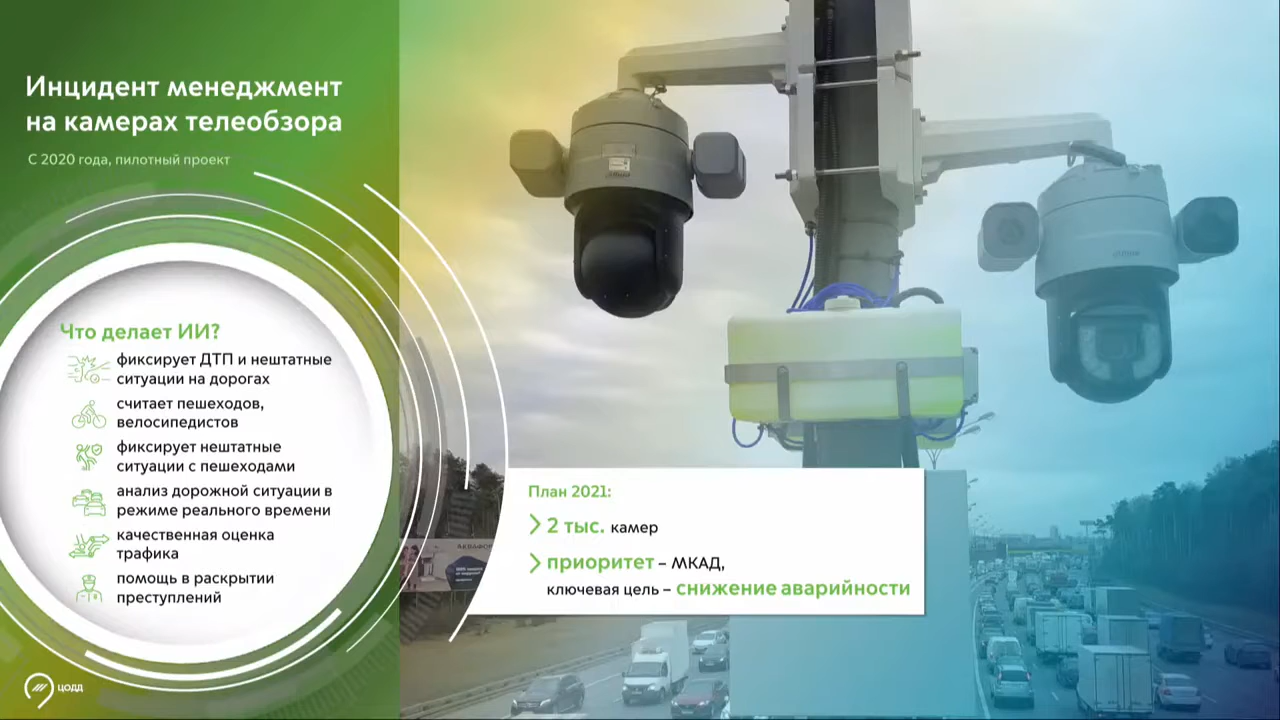 Инцидент менеджмент
на камерах телеобзора
С 2020 года, пилотный проект
Что делает ИИ?
фиксирует ДТП и нештатные
ситуации на дорогах
считает пешеходов,
велосипедистов
фиксирует нештатные
ситуации с пешеходами
анализ дорожной ситуации в
режиме реального времени
качественная оценка
трафика
помощь в раскрытии
преступлений
ЦОДД
План 2021:
2 тыс. камер
приоритет – МКАД,
ключевая цель – снижение аварийности